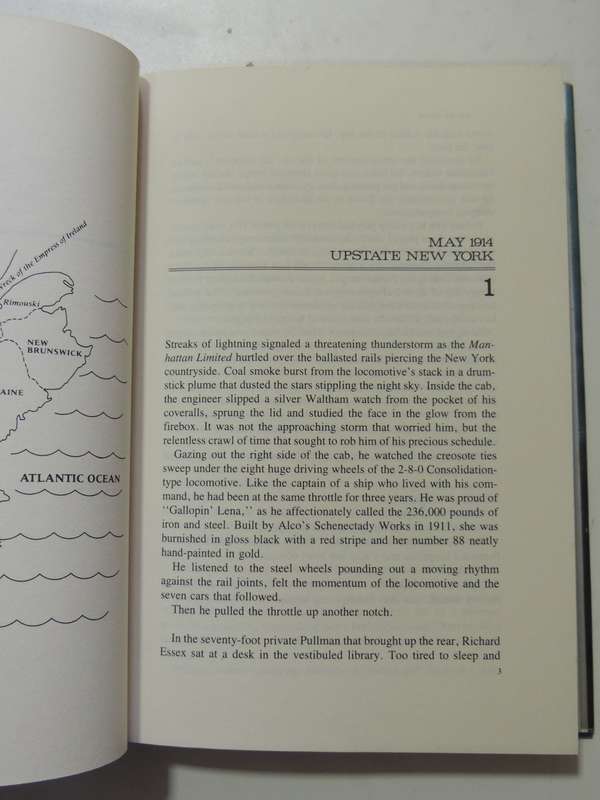 Wreck of the Empress of Ireland
Rimouski
NEW
BRUNSWICK
AINE
ATLANTIC OCEAN
MAY 1914
UPSTATE NEW YORK
1
Streaks of lightning signaled a threatening thunderstorm as the Man-
hattan Limited hurtled over the ballasted rails piercing the New York
countryside. Coal smoke burst from the locomotive's stack in a drum-
stick plume that dusted the stars stippling the night sky. Inside the cab,
the engineer slipped a silver Waltham watch from the pocket of his
coveralls, sprung the lid and studied the face in the glow from the
firebox. It was not the approaching storm that worried him, but the
relentless crawl of time that sought to rob him of his precious schedule.
Gazing out the right side of the cab, he watched the creosote ties
sweep under the eight huge driving wheels of the 2-8-0 Consolidation-
type locomotive. Like the captain of a ship who lived with his com-
mand, he had been at the same throttle for three years. He was proud of
"Gallopin' Lena," as he affectionately called the 236,000 pounds of
iron and steel. Built by Alco's Schenectady Works in 1911, she was
burnished in gloss black with a red stripe and her number 88 neatly
hand-painted in gold.
He listened to the steel wheels pounding out a moving rhythm
against the rail joints, felt the momentum of the locomotive and the
seven cars that followed.
Then he pulled the throttle up another notch.
In the seventy-foot private Pullman that brought up the rear, Richard
Essex sat at a desk in the vestibuled library. Too tired to sleep and
3